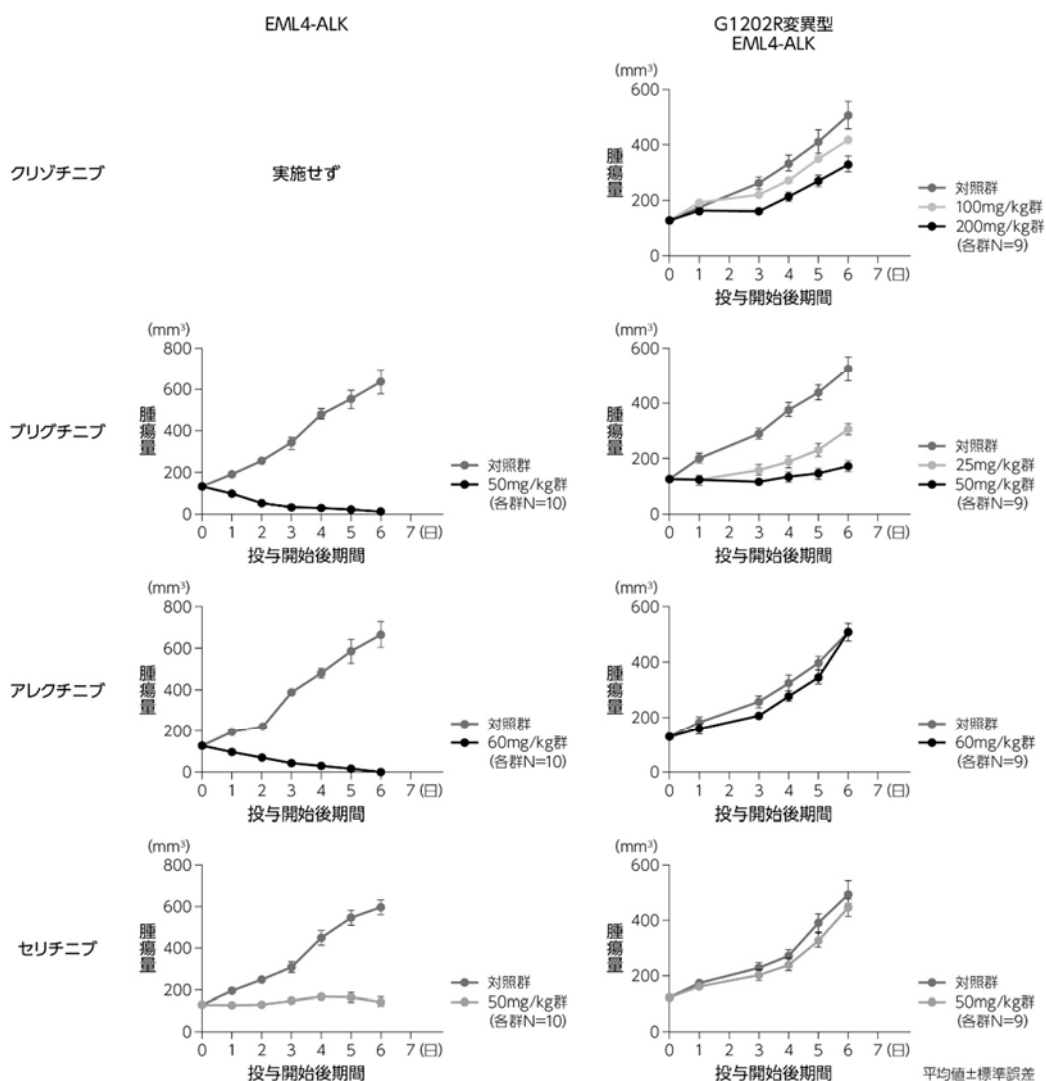 EML4-ALK
G1202R変異型
EML4-ALK
クリゾチニブ
実施せず
(mm³)
600
400
200
0
腫瘍量
0 1 2 3 4 5 6 7(日)
投与開始後期間
対照群
100mg/kg群
200mg/kg群
(各群N=9)
ブリグチニブ
(mm³)
800
600
400
200
0
腫瘍量
0 1 2 3 4 5 6 7(日)
投与開始後期間
対照群
50mg/kg群
(各群N=10)
(mm³)
600
400
200
0
腫瘍量
0 1 2 3 4 5 6 7(日)
投与開始後期間
対照群
25mg/kg群
50mg/kg群
(各群N=9)
アレクチニブ
(mm³)
800
600
400
200
0
腫瘍量
0 1 2 3 4 5 6 7(日)
投与開始後期間
対照群
60mg/kg群
(各群N=10)
(mm³)
600
400
200
0
腫瘍量
0 1 2 3 4 5 6 7(日)
投与開始後期間
対照群
60mg/kg群
(各群N=9)
セリチニブ
(mm³)
800
600
400
200
0
腫瘍量
0 1 2 3 4 5 6 7(日)
投与開始後期間
対照群
50mg/kg群
(各群N=10)
(mm³)
600
400
200
0
腫瘍量
0 1 2 3 4 5 6 7(日)
投与開始後期間
対照群
50mg/kg群
(各群N=9)
平均値±標準誤差